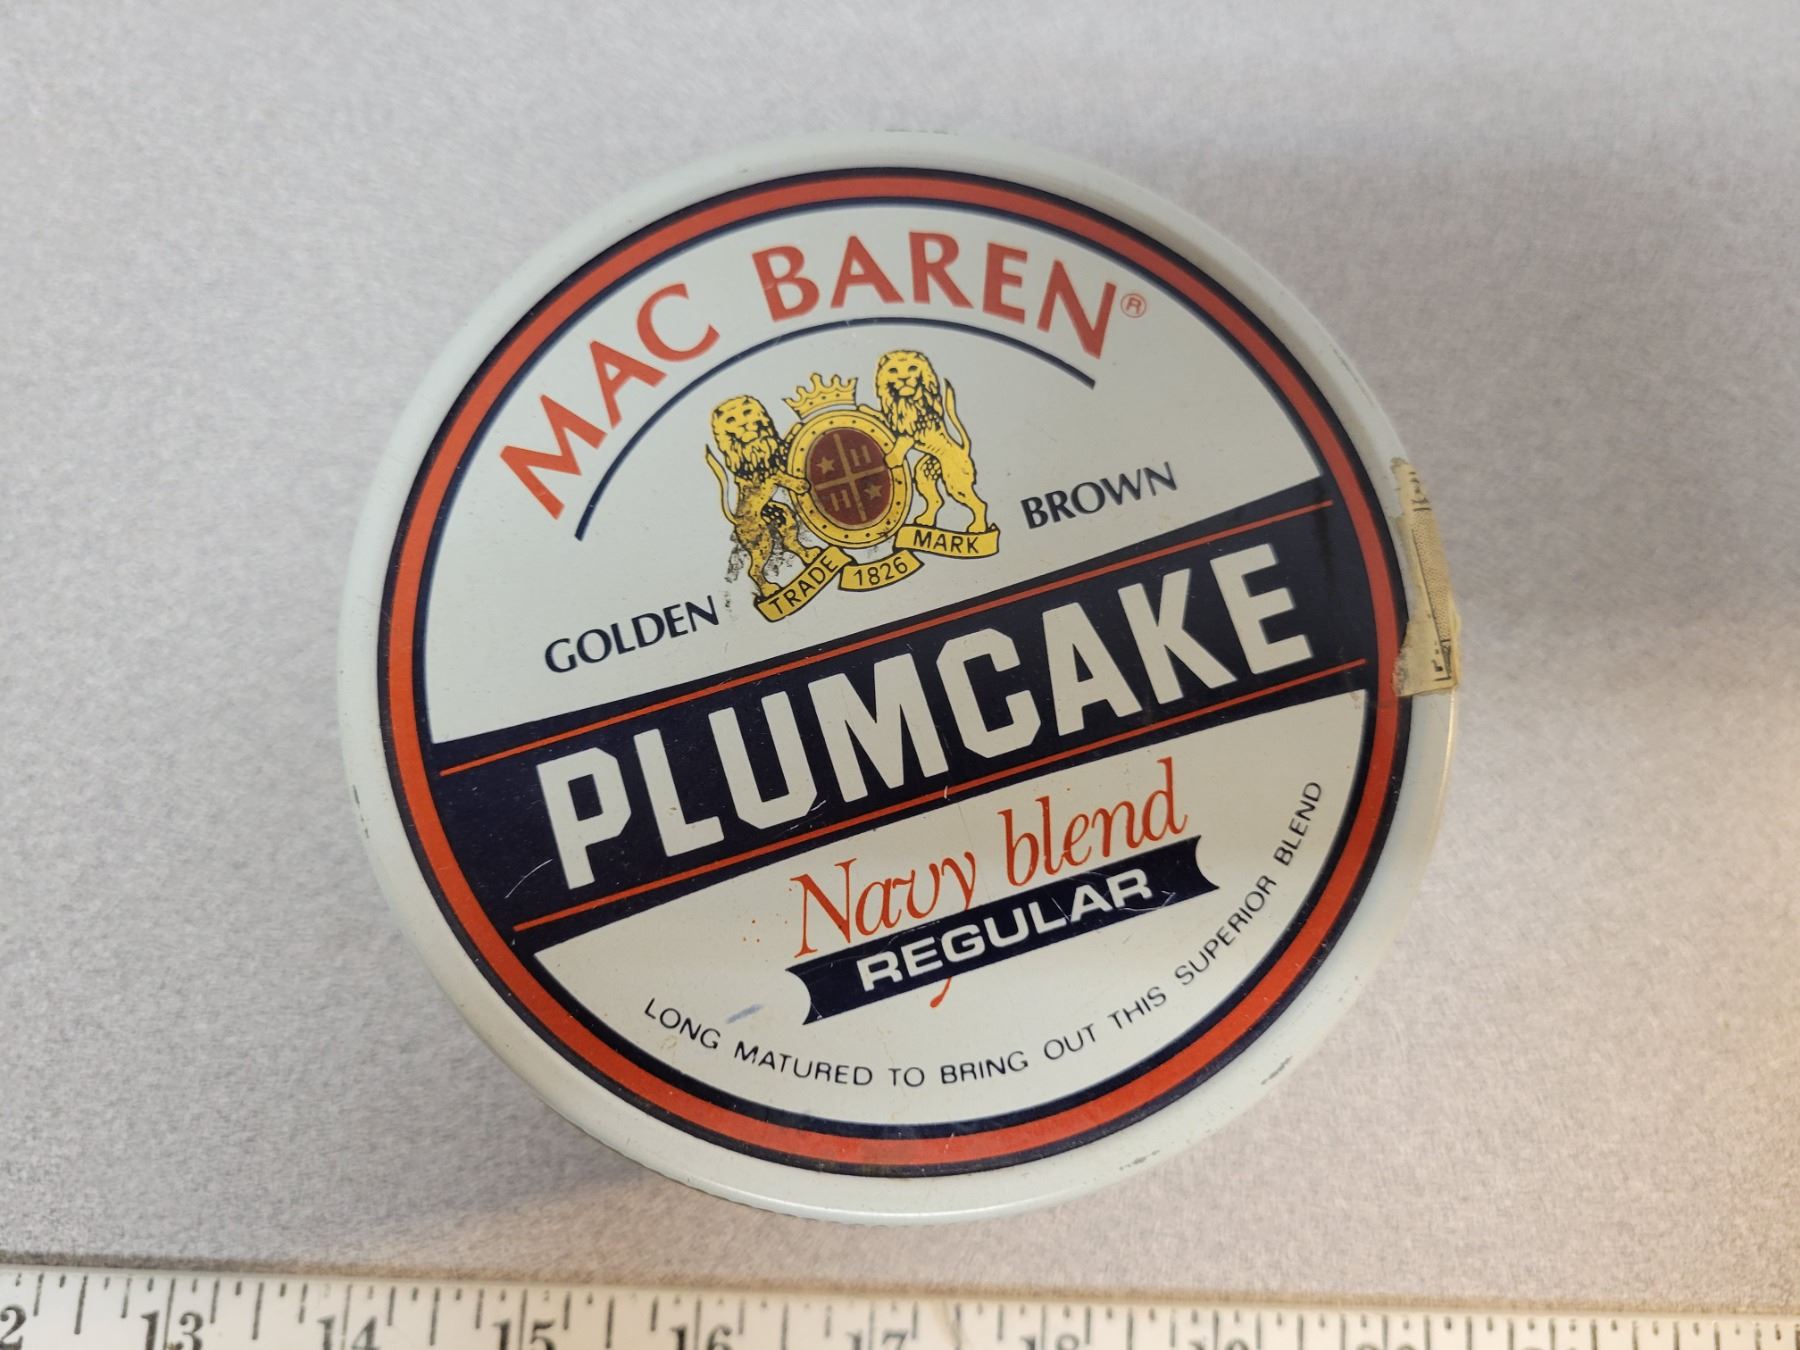 MAC BAREN®
H
H
TRADE 1826 MARK
GOLDEN BROWN
PLUMCAKE
Navy blend
REGULAR
LONG MATURED TO BRING OUT THIS SUPERIOR BLEND
13 14 15 16 17 18